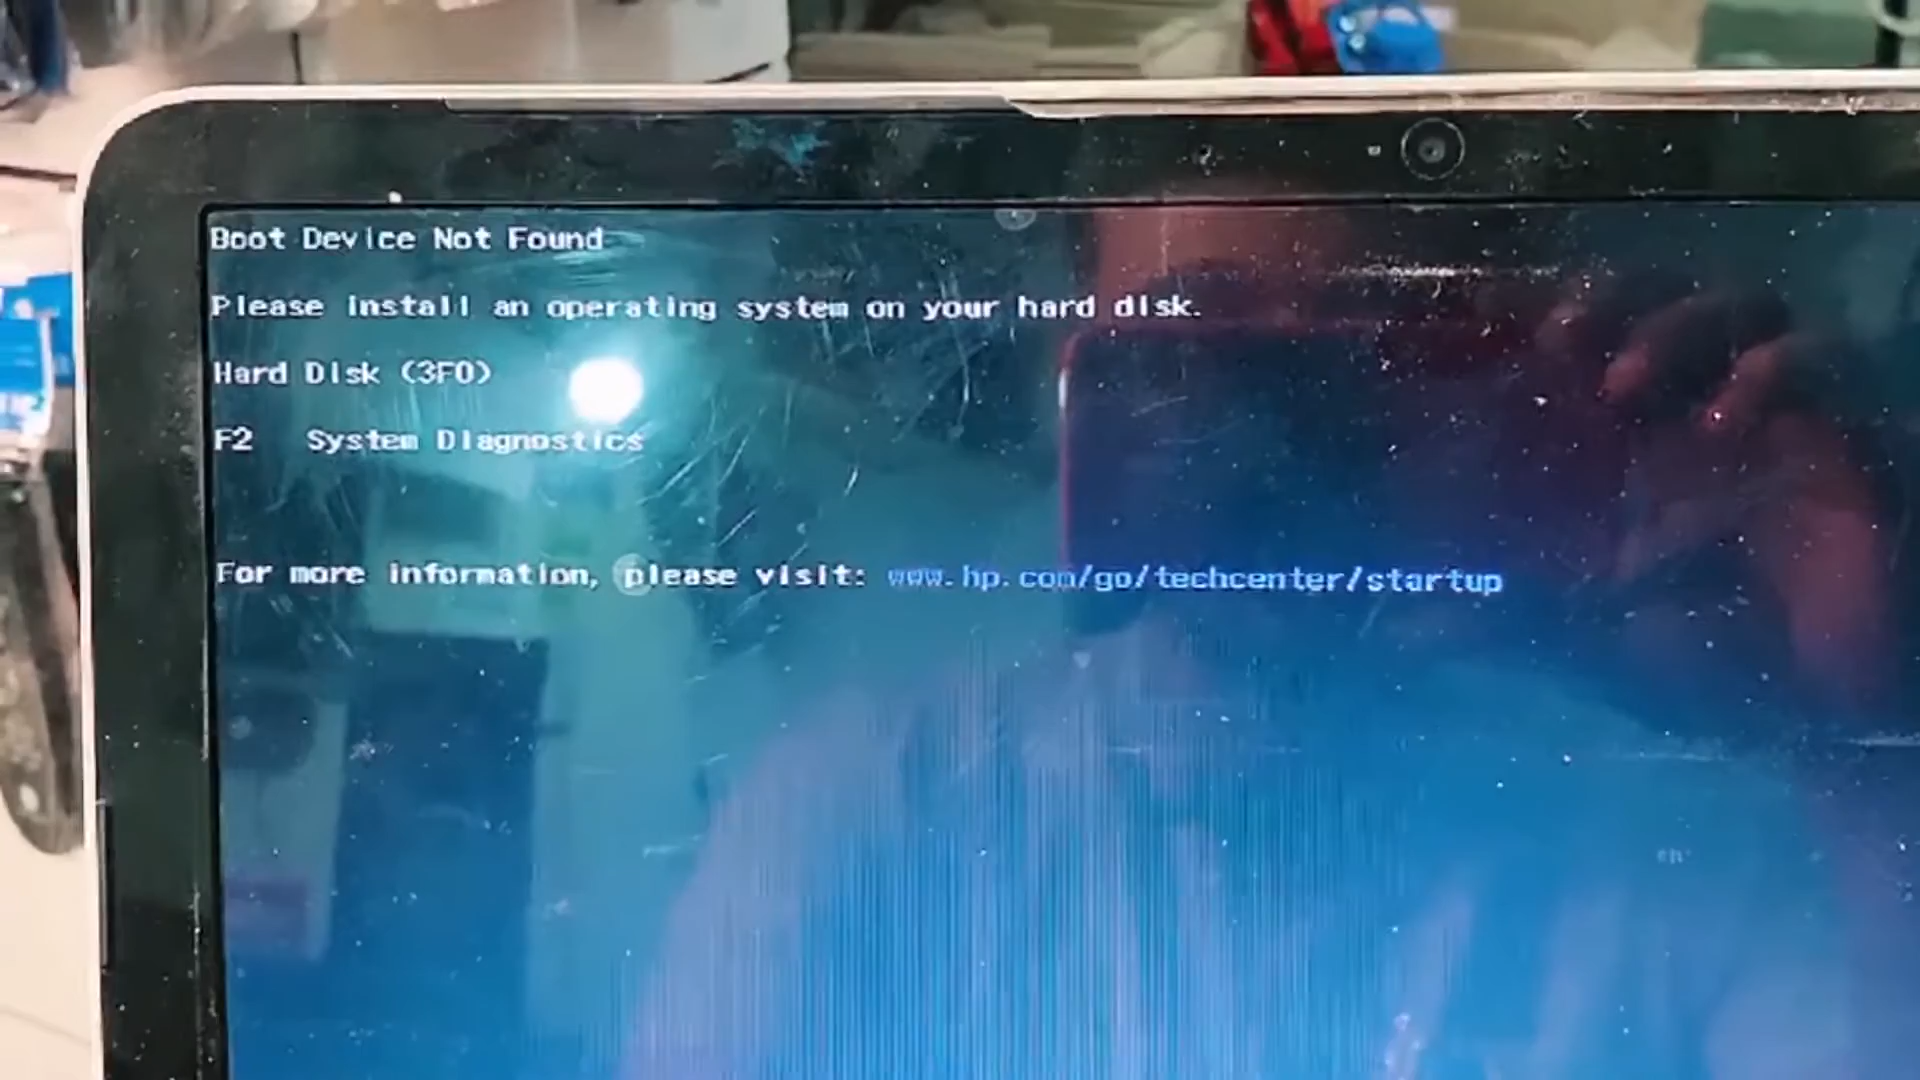 Boot Device Not Found
Please install an operating system on your hard disk.
Hard Disk (3F0)
F2 System Diagnostics
For more information, please visit: www.hp.com/go/techcenter/startup